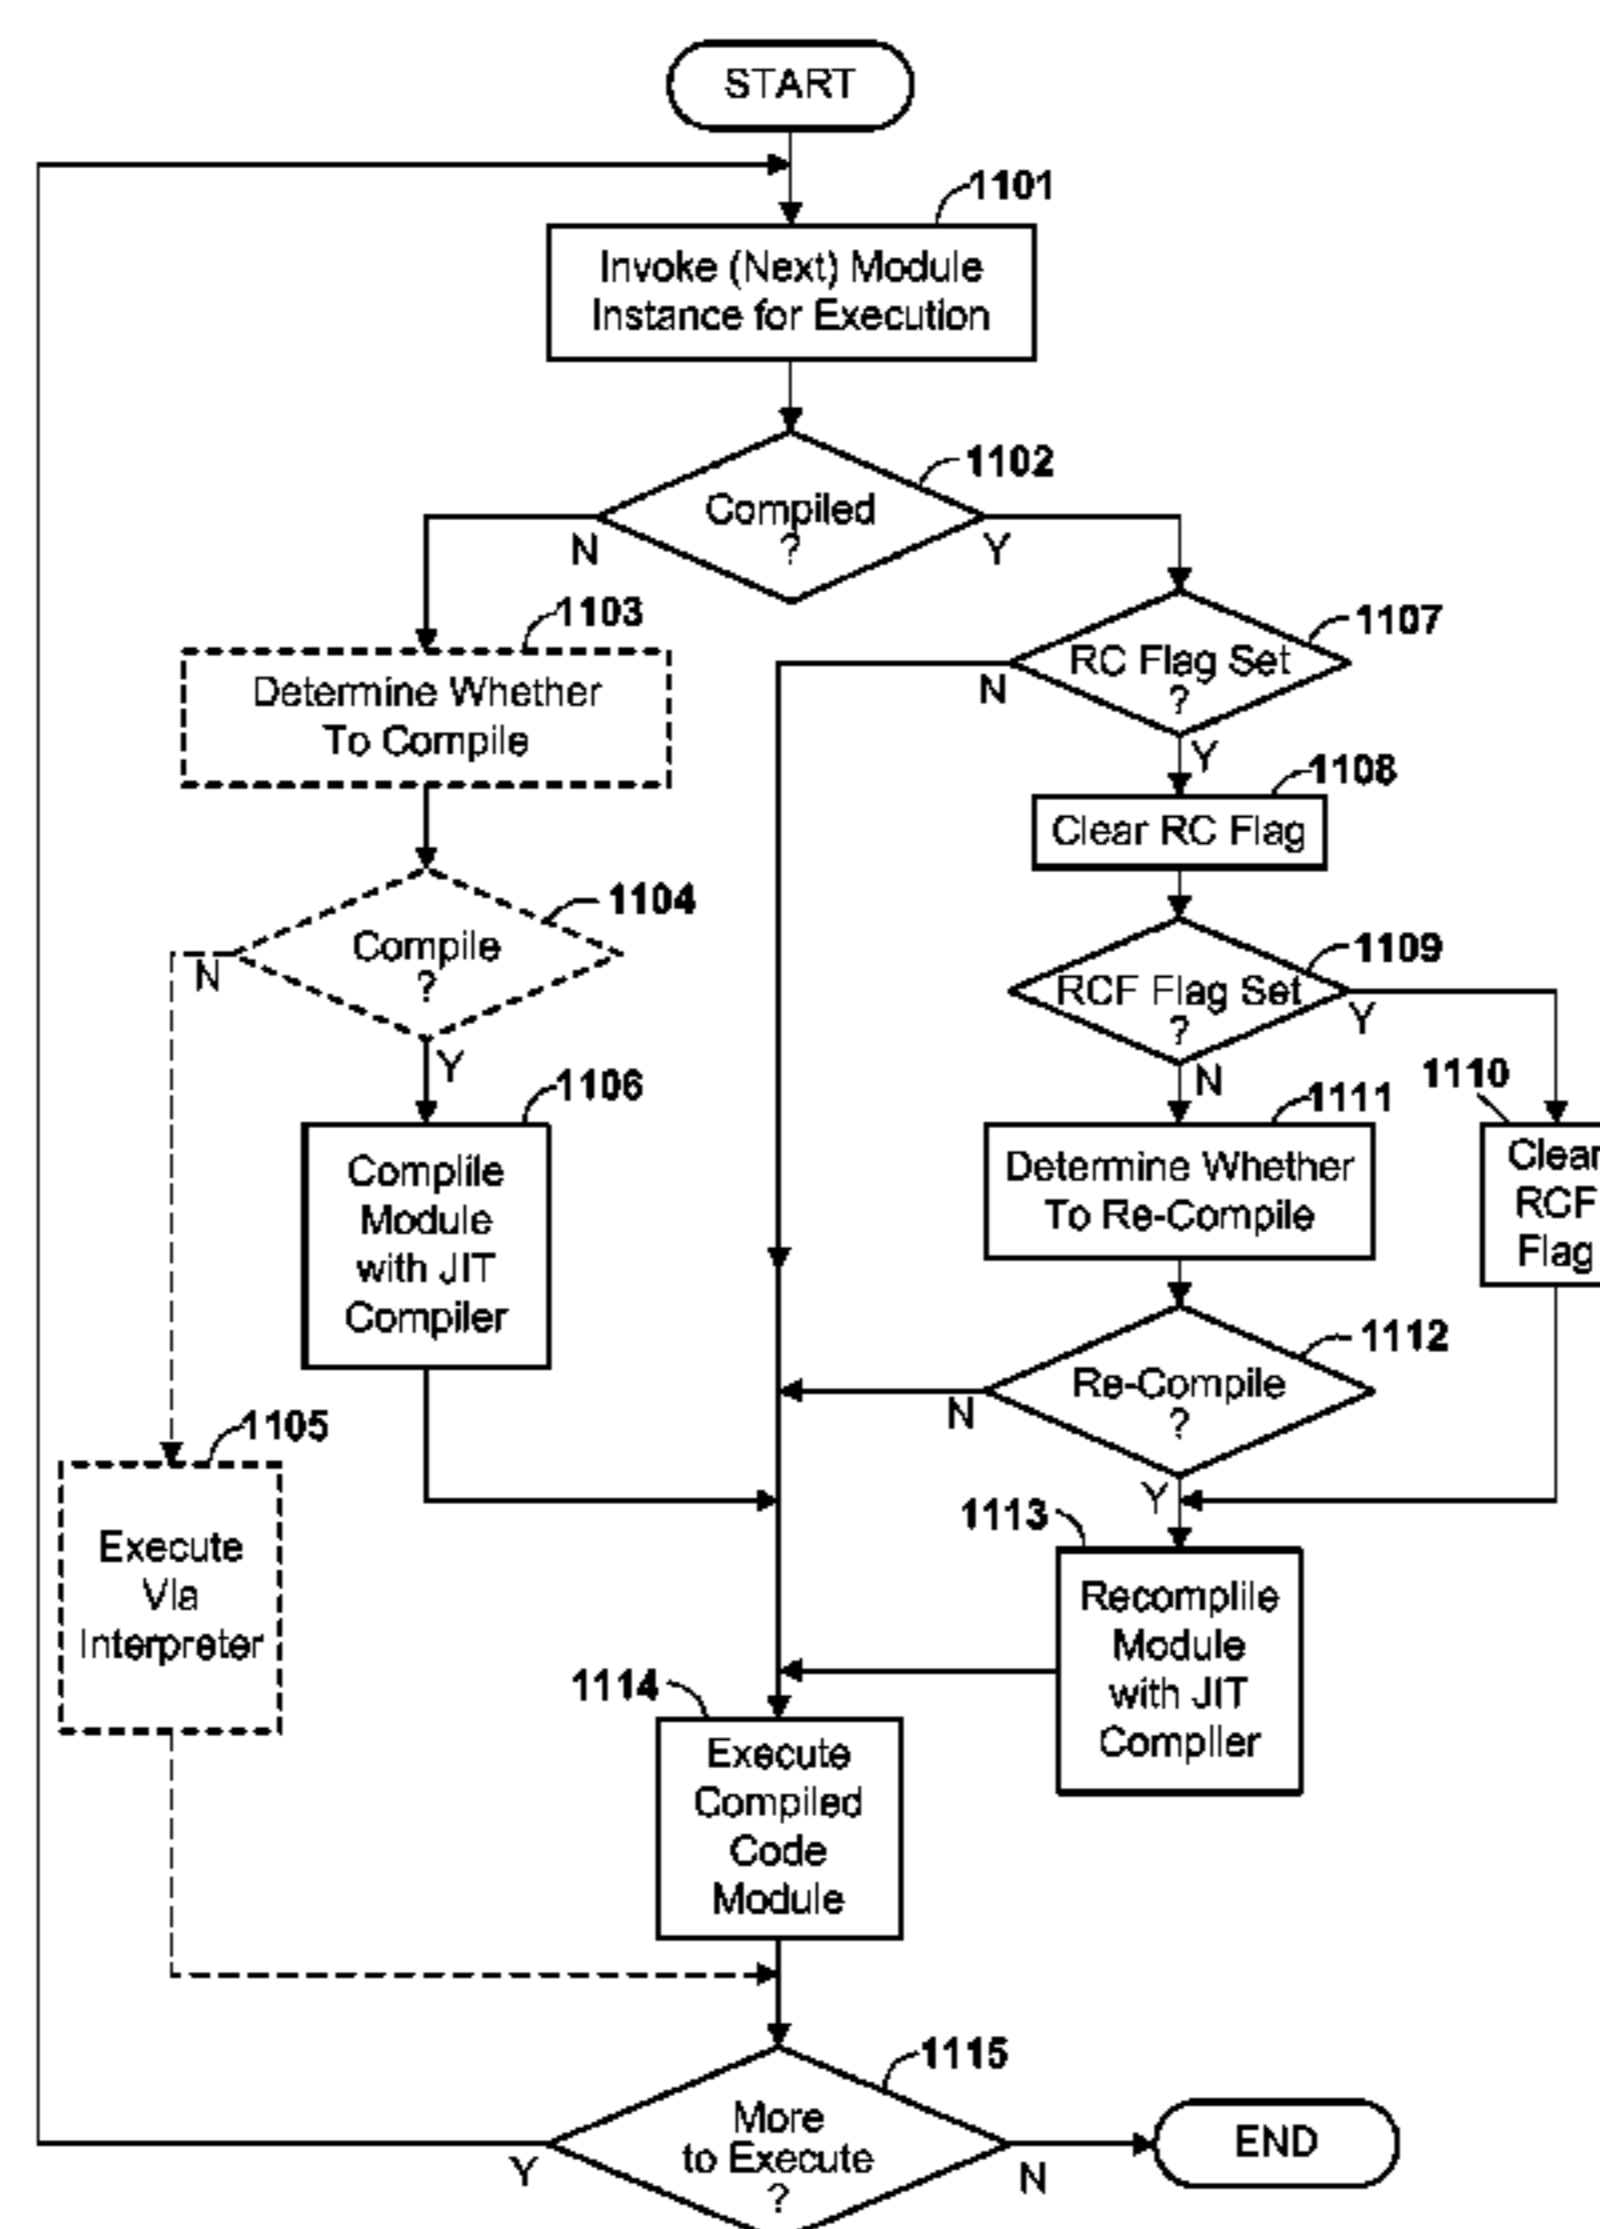 START
1101
Invoke (Next) Module
Instance for Execution
1102
Compiled
?
N
Y
1103
Determine Whether
To Compile
1107
RC Flag Set
?
N
Y
1108
Clear RC Flag
1104
Compile
?
N
Y
1109
RCF Flag Set
?
Y
N
1106
Complile
Module
with JIT
Compiler
1111
Determine Whether
To Re-Compile
1110
Clear
RCF
Flag
1112
Re-Compile
?
N
Y
1105
Execute
Via
Interpreter
1113
Recomplile
Module
with JIT
Compiler
1114
Execute
Compiled
Code
Module
1115
More
to Execute
?
Y
N
END